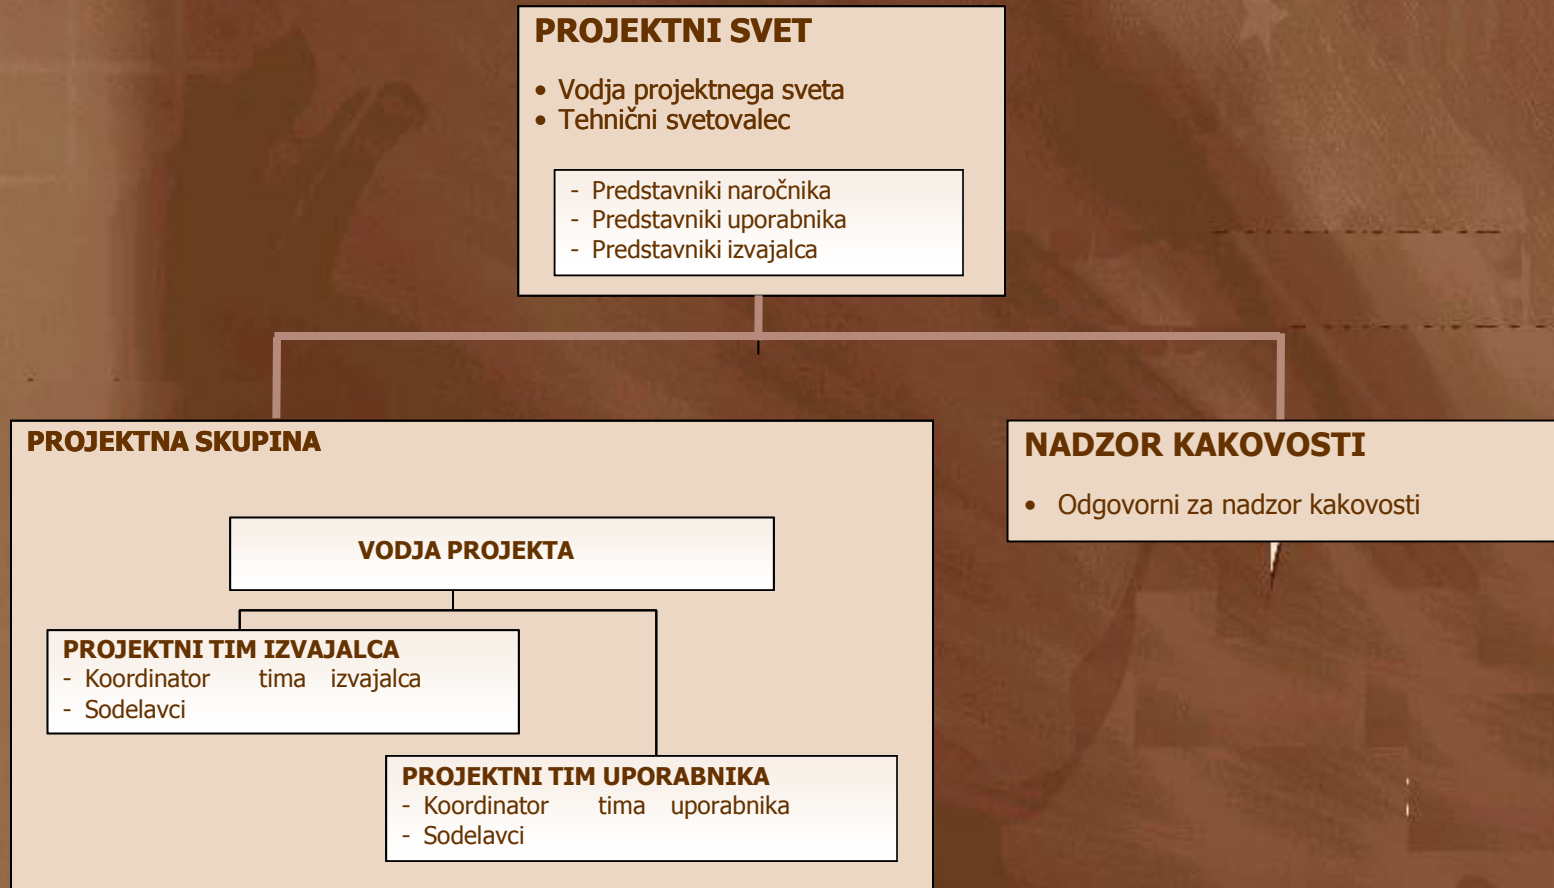 PROJEKTNI SVET
• Vodja projektnega sveta
• Tehnični svetovalec
- Predstavniki naročnika
- Predstavniki uporabnika
- Predstavniki izvajalca
PROJEKTNA SKUPINA
VODJA PROJEKTA
PROJEKTNI TIM IZVAJALCA
- Koordinator tima izvajalca
- Sodelavci
PROJEKTNI TIM UPORABNIKA
- Koordinator tima uporabnika
- Sodelavci
NADZOR KAKOVOSTI
• Odgovorni za nadzor kakovosti